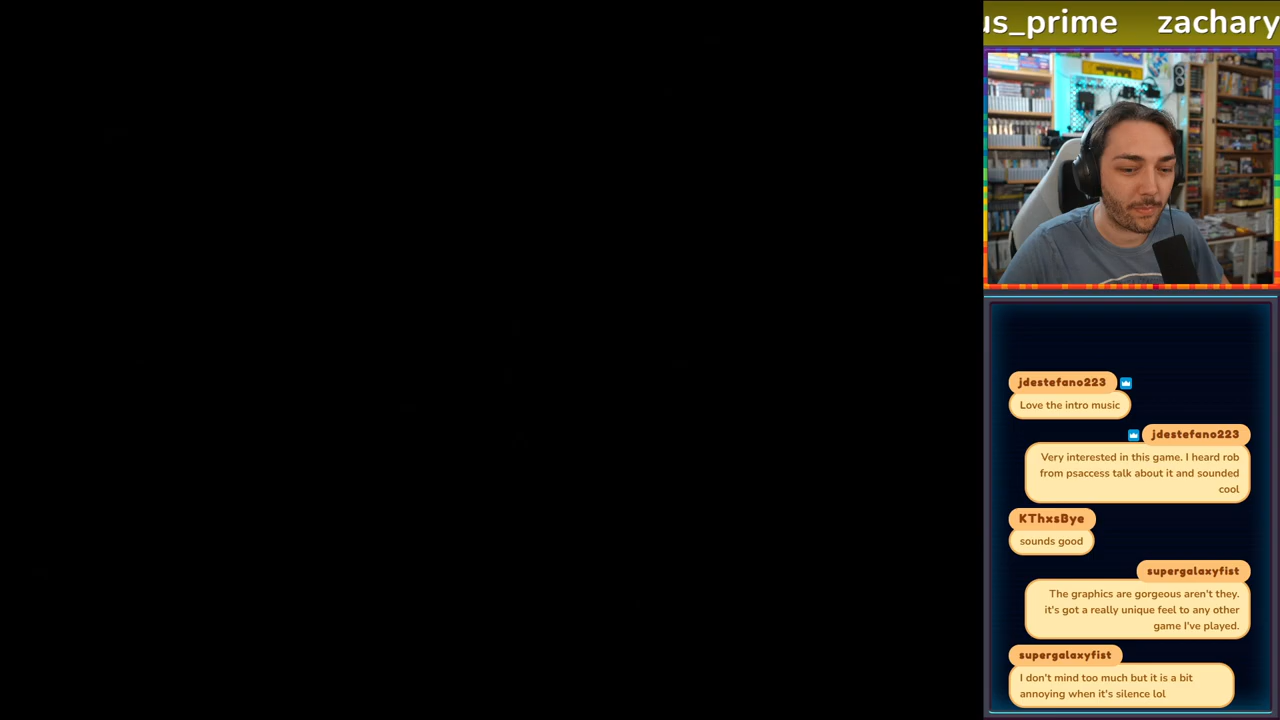 us_prime zachary
jdestefano223
Love the intro music
jdestefano223
Very interested in this game. I heard rob
from psaccess talk about it and sounded
cool
KThxsBye
sounds good
supergalaxyfist
The graphics are gorgeous aren't they.
it's got a really unique feel to any other
game I've played.
supergalaxyfist
I don't mind too much but it is a bit
annoying when it's silence lol